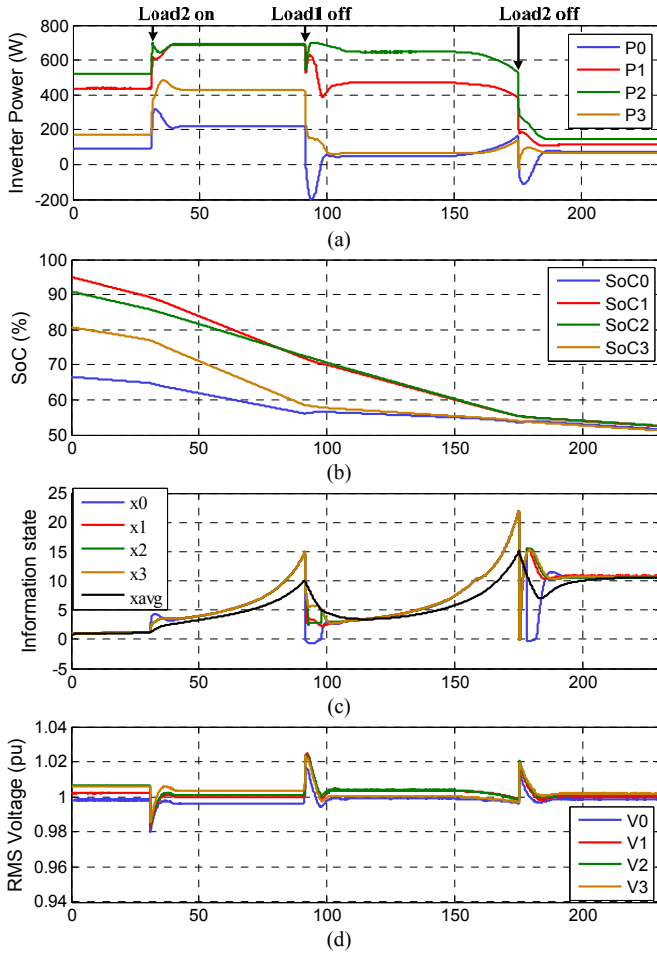 Load2 on
Load1 off
Load2 off
Inverter Power (W)
800
600
400
200
0
-200
P0
P1
P2
P3
0
50
100
150
200
(a)
SoC (%)
100
90
80
70
60
50
SoC0
SoC1
SoC2
SoC3
0
50
100
150
200
(b)
Information state
25
20
15
10
5
0
-5
x0
x1
x2
x3
xavg
0
50
100
150
200
(c)
RMS Voltage (pu)
1.04
1.02
1
0.98
0.96
0.94
V0
V1
V2
V3
0
50
100
150
200
(d)